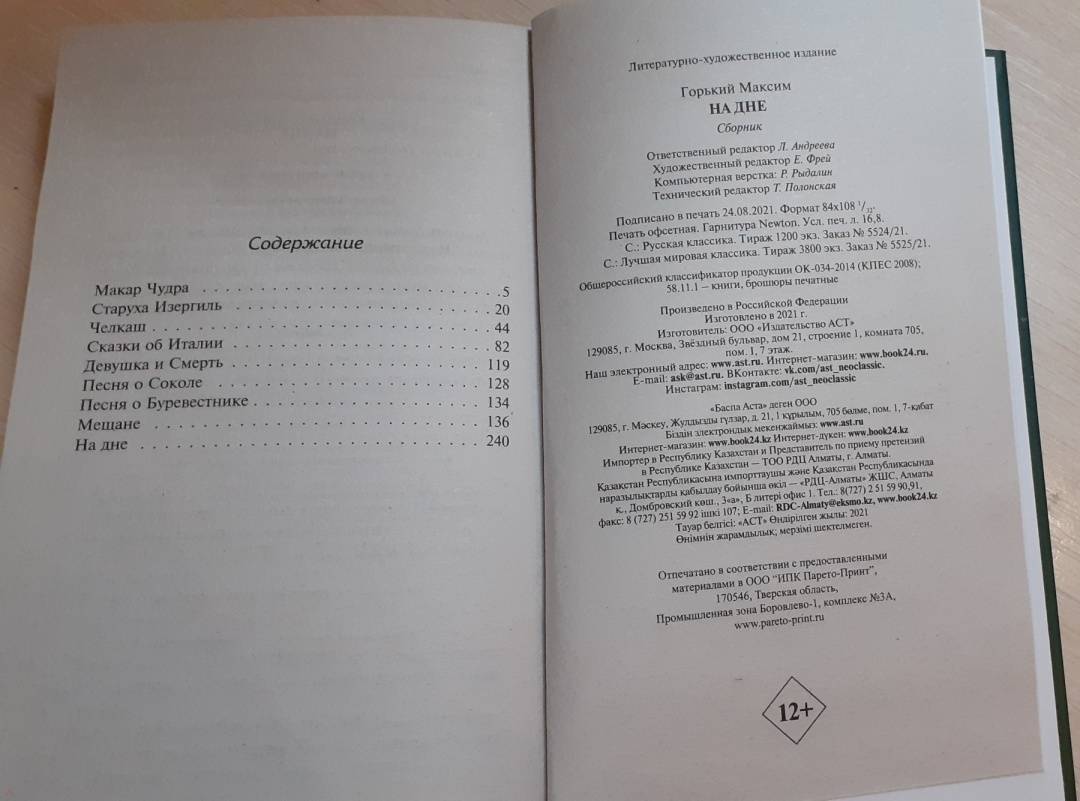 Содержание
Макар Чудра . . . . . . . . . . . . . . . . . . . . . . . . .5
Старуха Изергиль . . . . . . . . . . . . . . . . . . . . . . 20
Челкаш . . . . . . . . . . . . . . . . . . . . . . . . . . . . 44
Сказки об Италии . . . . . . . . . . . . . . . . . . . . . . 82
Девушка и Смерть . . . . . . . . . . . . . . . . . . . . . 119
Песня о Соколе . . . . . . . . . . . . . . . . . . . . . . . 128
Песня о Буревестнике . . . . . . . . . . . . . . . . . . . 134
Мещане . . . . . . . . . . . . . . . . . . . . . . . . . . . 136
На дне . . . . . . . . . . . . . . . . . . . . . . . . . . . . 240
Литературно-художественное издание
Горький Максим
НА ДНЕ
Сборник
Ответственный редактор Л. Андреева
Художественный редактор Е. Фрей
Компьютерная верстка: Р. Рыдалин
Технический редактор Т. Полонская
Подписано в печать 24.08.2021. Формат 84x108 1/32.
Печать офсетная. Гарнитура Newton. Усл. печ. л. 16,8.
С.: Русская классика. Тираж 1200 экз. Заказ № 5524/21.
С.: Лучшая мировая классика. Тираж 3800 экз. Заказ № 5525/21.
Общероссийский классификатор продукции ОК-034-2014 (КПЕС 2008);
58.11.1 – книги, брошюры печатные
Произведено в Российской Федерации
Изготовлено в 2021 г.
Изготовитель: ООО «Издательство АСТ»
129085, г. Москва, Звёздный бульвар, дом 21, строение 1, комната 705,
пом. 1, 7 этаж.
Наш электронный адрес: www.ast.ru. Интернет-магазин: www.book24.ru.
E-mail: ask@ast.ru. ВКонтакте: vk.com/ast_neoclassic.
Инстаграм: instagram.com/ast_neoclassic
«Баспа Аста» деген ООО
129085, г. Мәскеу, Жулдызды гүлзар, д. 21, 1 құрылым, 705 бөлме, пом. 1, 7-қабат
Біздін электрондык мекенжаймыз: www.ast.ru
Интернет-магазин: www.book24.kz Интернет-дүкен: www.book24.kz
Импортер в Республику Казахстан и Представитель по приему претензий
в Республике Казахстан — ТОО РДЦ Алматы, г. Алматы.
Қазақстан Республикасына импорттаушы және Қазақстан Республикасында
наразылықтарды қабылдау бойынша өкіл — «РДЦ-Алматы» ЖШС, Алматы
қ., Домбровский көш., 3«а», Б литері офис 1. Тел.: 8(727) 2 51 59 90,91,
факс: 8 (727) 251 59 92 ішкі 107; E-mail: RDC-Almaty@eksmo.kz, www.book24.kz
Тауар белгісі: «АСТ» Өндірілген жылы: 2021
Өнімнін жарамдылык; мерзімі шектелмеген.
Отпечатано в соответствии с предоставленными
материалами в ООО "ИПК Парето-Принт",
170546, Тверская область,
Промышленная зона Боровлево-1, комплекс №3А,
www.pareto-print.ru
12+